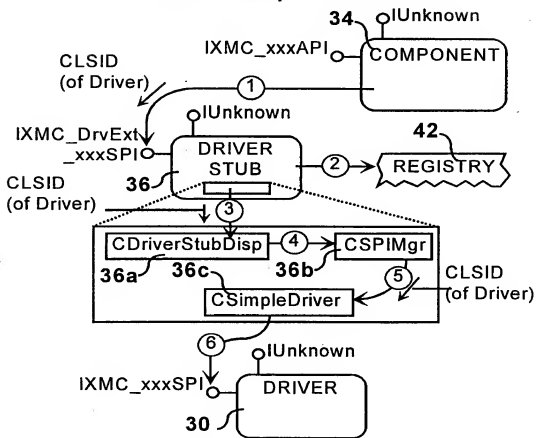 IUnknown
34
IXMC_xxxAPI
COMPONENT
CLSID
(of Driver)
1
IUnknown
IXMC_DrvExt
_xxxSPI
DRIVER
STUB
36
2
42
REGISTRY
CLSID
(of Driver)
3
CDriverStubDisp
4
CSPIMgr
36a
36c
36b
5
CLSID
(of Driver)
CSimpleDriver
6
IUnknown
IXMC_xxxSPI
DRIVER
30